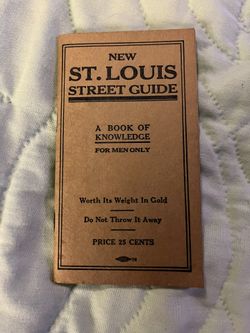 NEW
ST. LOUIS
STREET GUIDE
A BOOK OF
KNOWLEDGE
FOR MEN ONLY
Worth Its Weight In Gold
Do Not Throw It Away
PRICE 25 CENTS